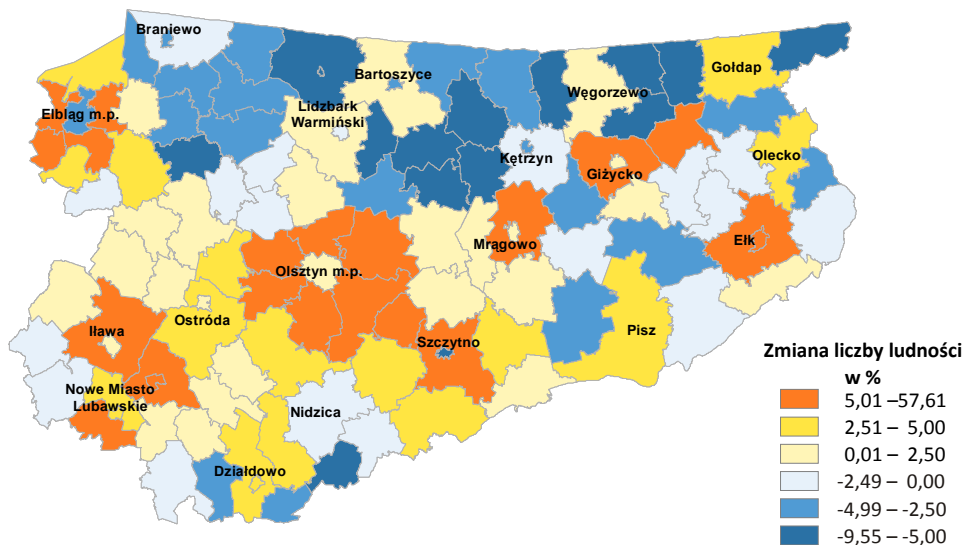 Braniewo
Gołdap
Bartoszyce
Węgorzewo
Elbląg m.p.
Lidzbark
Warmiński
Kętrzyn
Olecko
Giżycko
Mrągowo
Ełk
Olsztyn m.p.
Ostróda
Iława
Szczytno
Pisz
Nowe Miasto
Lubawskie
Nidzica
Działdowo
Zmiana liczby ludności
w %
5,01 –57,61
2,51 – 5,00
0,01 – 2,50
-2,49 – 0,00
-4,99 – -2,50
-9,55 – -5,00